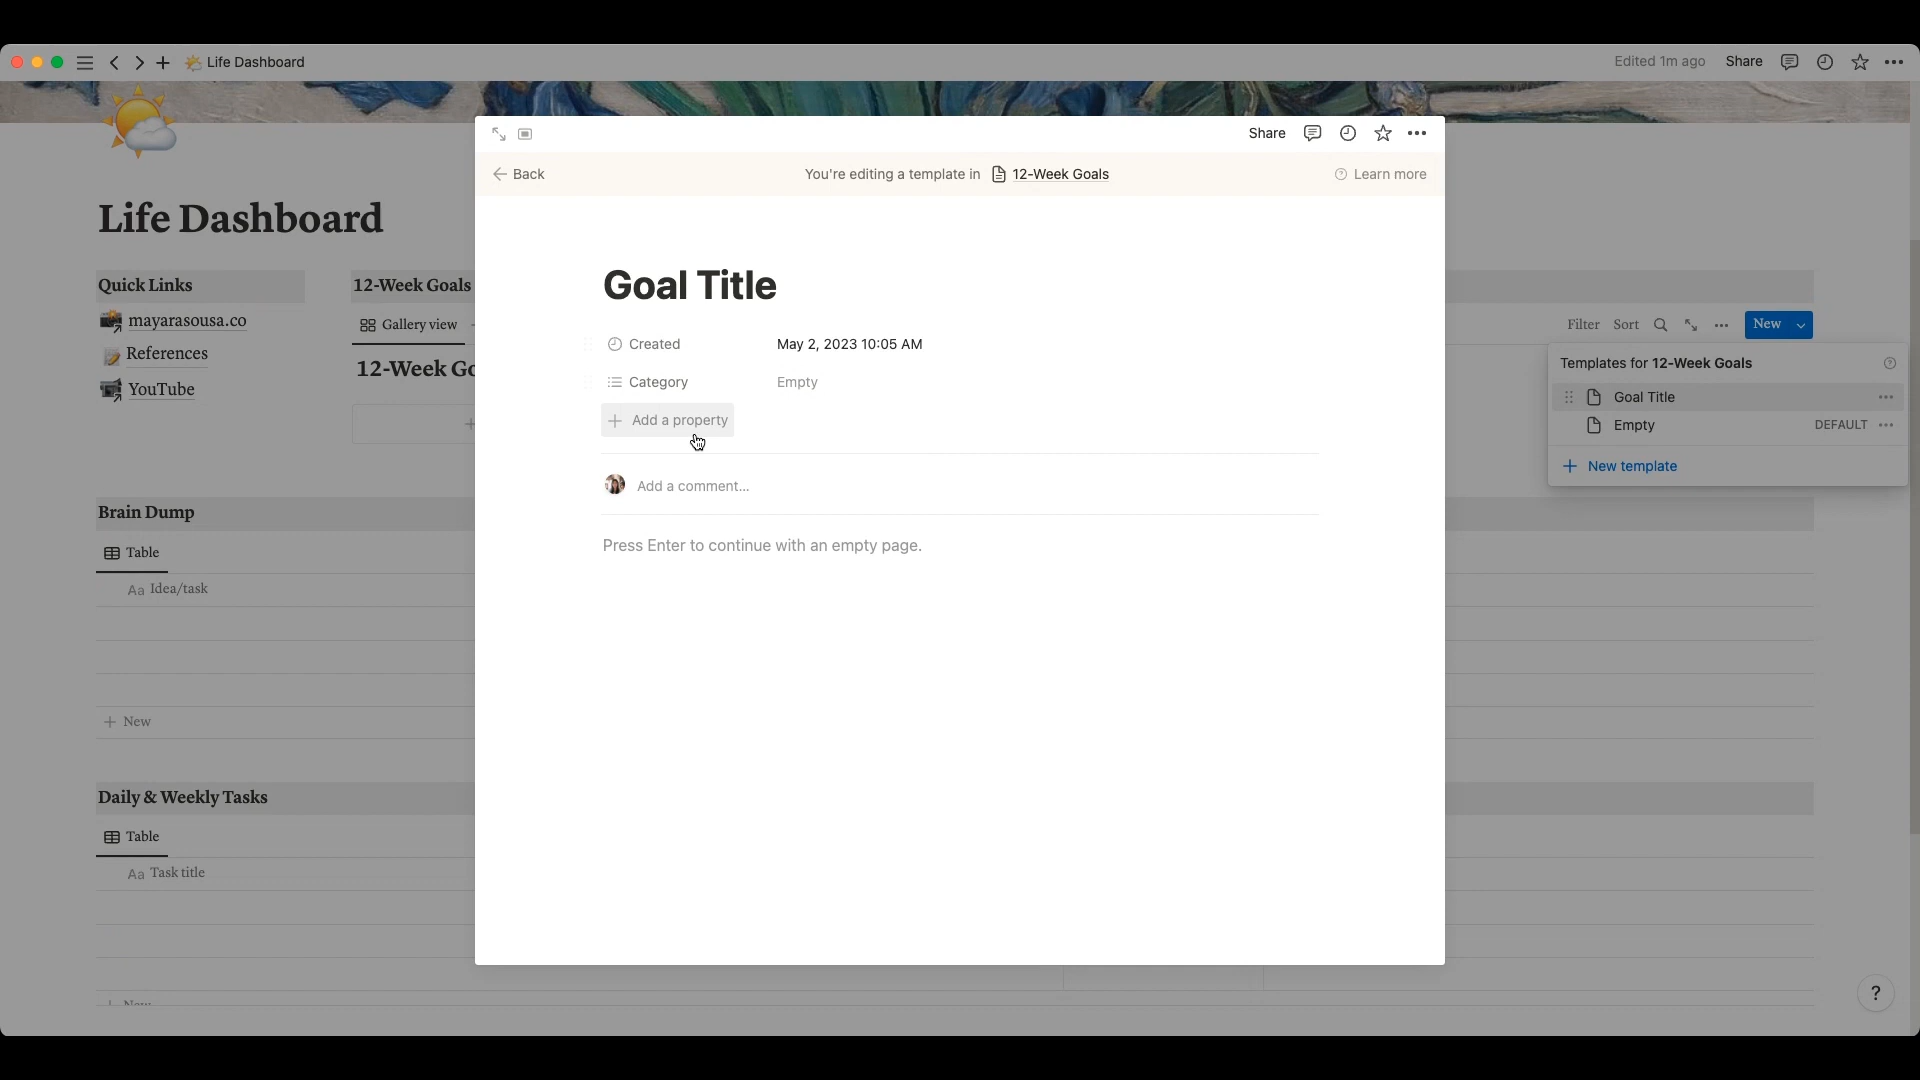 Life Dashboard
Edited 1m ago
Share
Life Dashboard
Quick Links
mayarasousa.co
References
YouTube
12-Week Goals
Gallery view
12-Week Go
Share
Back
You're editing a template in 12-Week Goals
Learn more
Goal Title
Created May 2, 2023 10:05 AM
Category Empty
Add a property
Add a comment...
Press Enter to continue with an empty page.
Filter Sort New
Templates for 12-Week Goals
Goal Title
Empty DEFAULT
New template
Brain Dump
Table
Aa Idea/task
New
Daily & Weekly Tasks
Table
Aa Task title
New
?